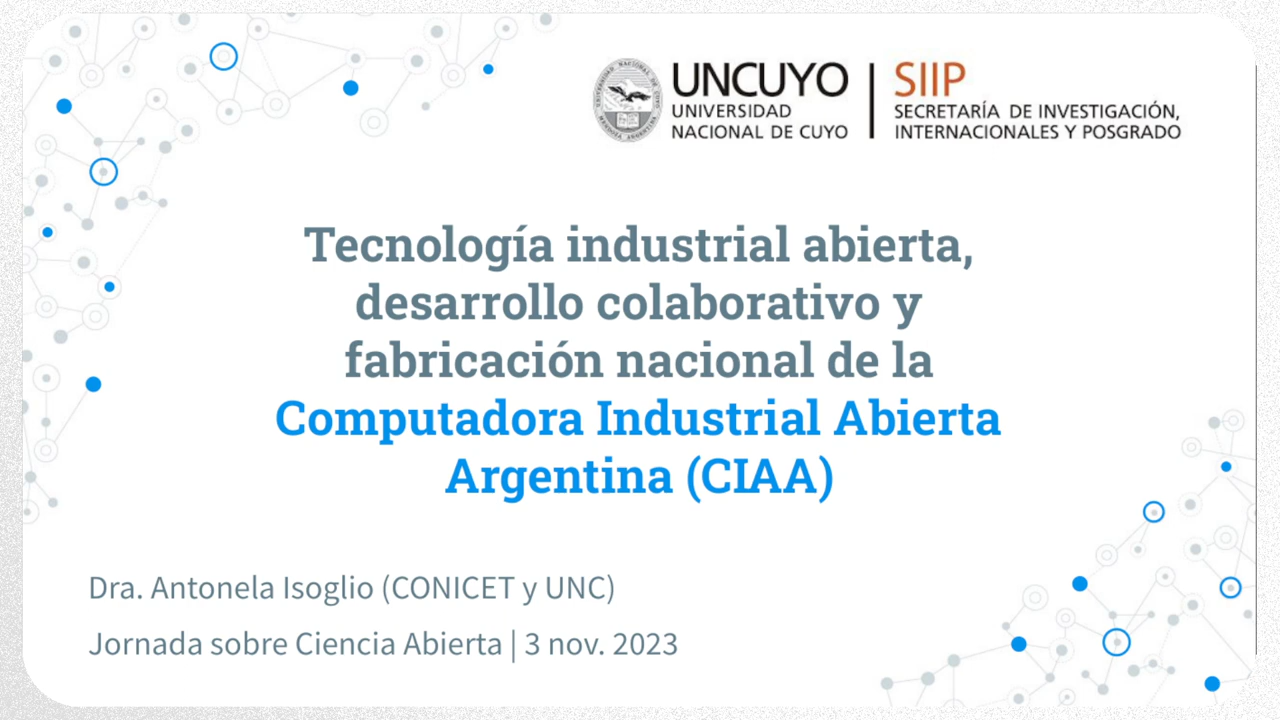 UNCUYO
UNIVERSIDAD
NACIONAL DE CUYO
SIIP
SECRETARÍA DE INVESTIGACIÓN,
INTERNACIONALES Y POSGRADO
Tecnología industrial abierta,
desarrollo colaborativo y
fabricación nacional de la
Computadora Industrial Abierta
Argentina (CIAA)
Dra. Antonela Isoglio (CONICET y UNC)
Jornada sobre Ciencia Abierta | 3 nov. 2023